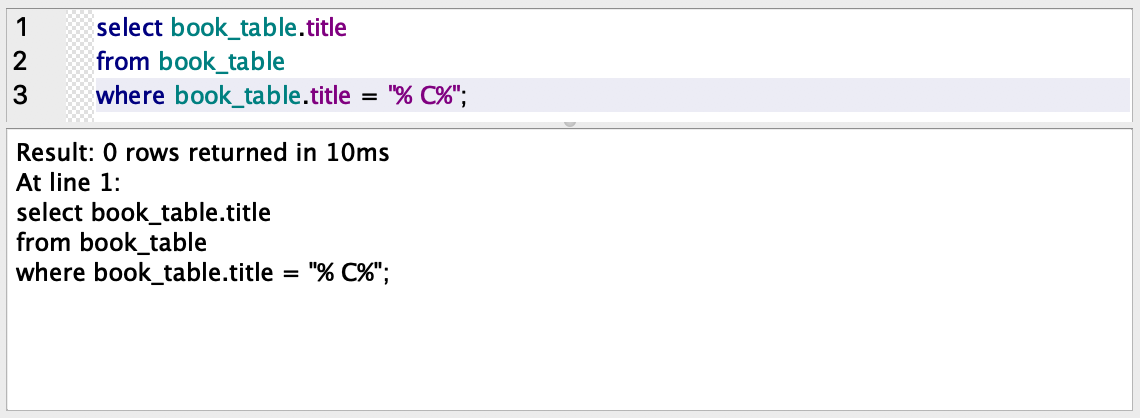 1 select book_table.title
2 from book_table
3 where book_table.title = "% C%";
Result: 0 rows returned in 10ms
At line 1:
select book_table.title
from book_table
where book_table.title = "% C%";